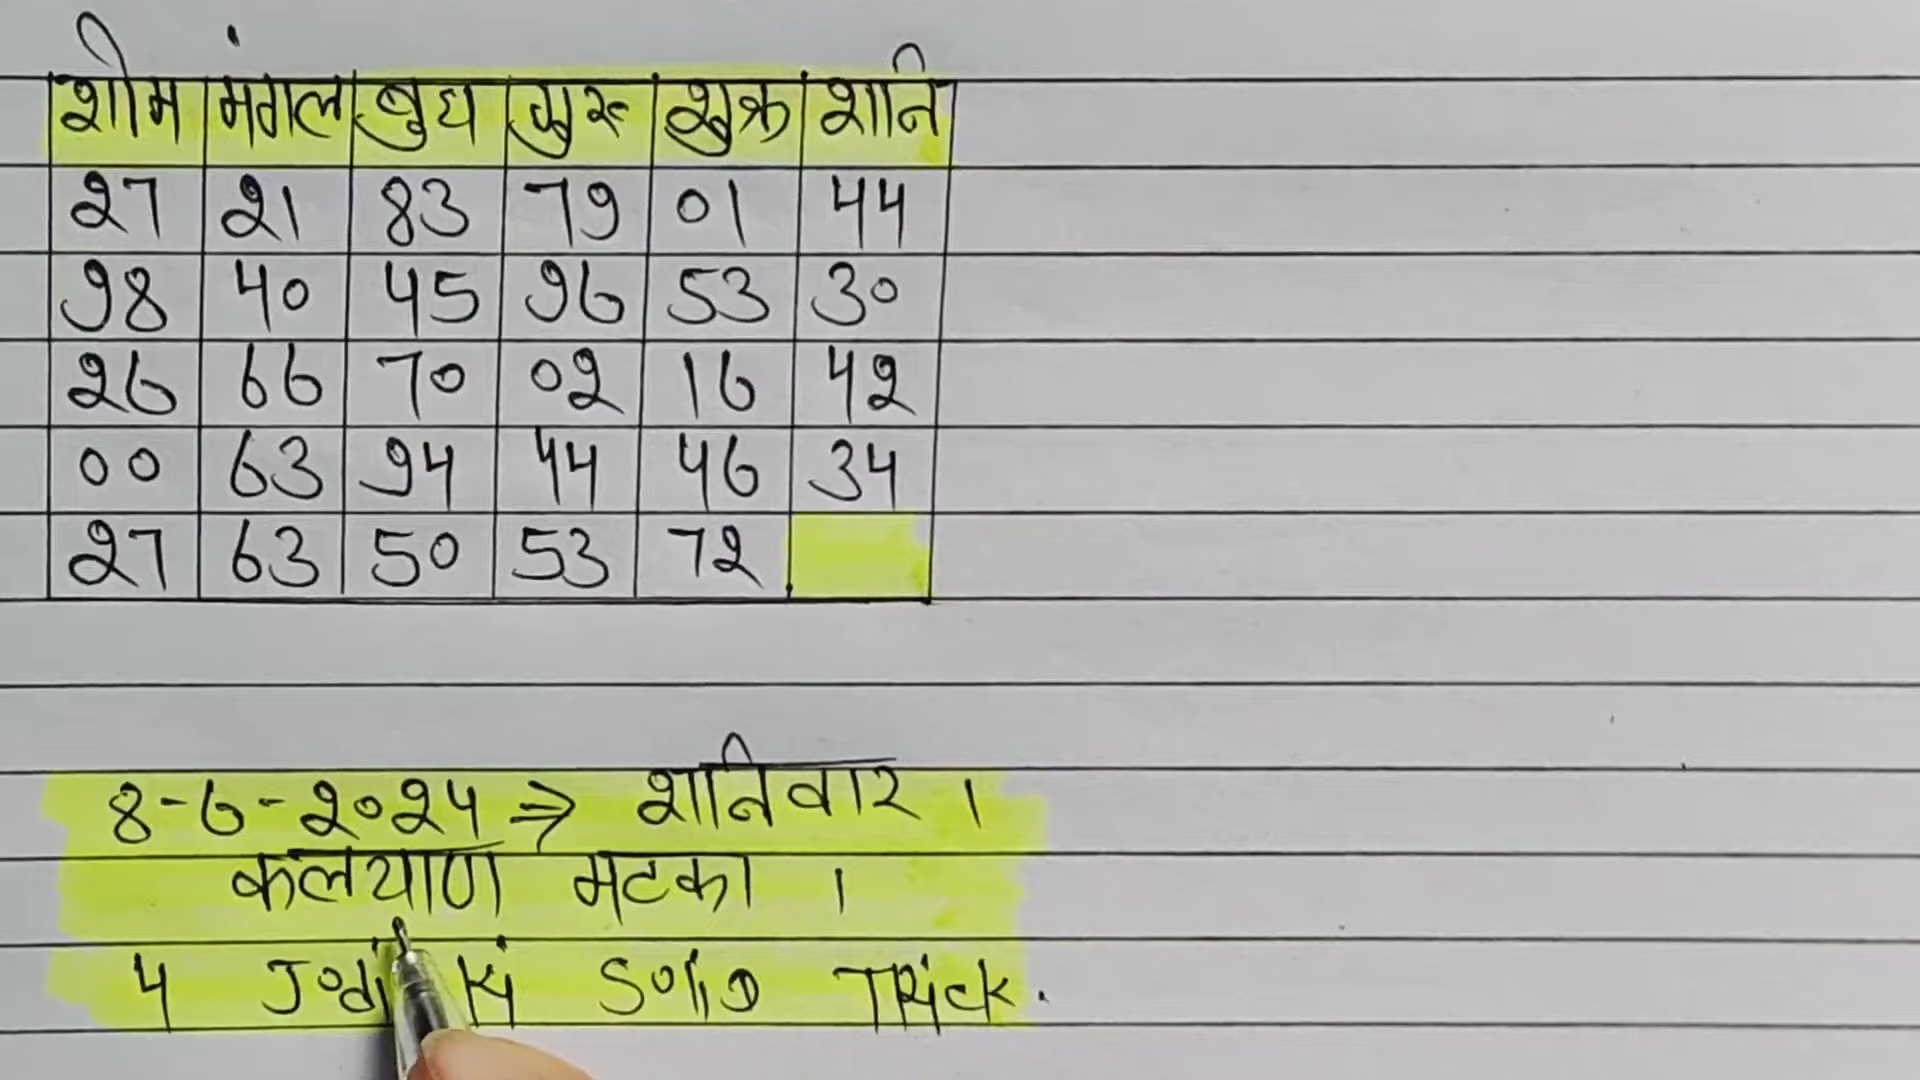 शोम मंगल बुध गुरु शुक्र शनि
27 21 83 79 01 44
98 40 45 96 53 30
26 66 70 02 16 42
00 63 94 44 46 34
27 63 50 53 72
8-6-2024 ⇒ शनिवार ।
कल्याण मटका ।
4 Jodi Ki Solid Trick.